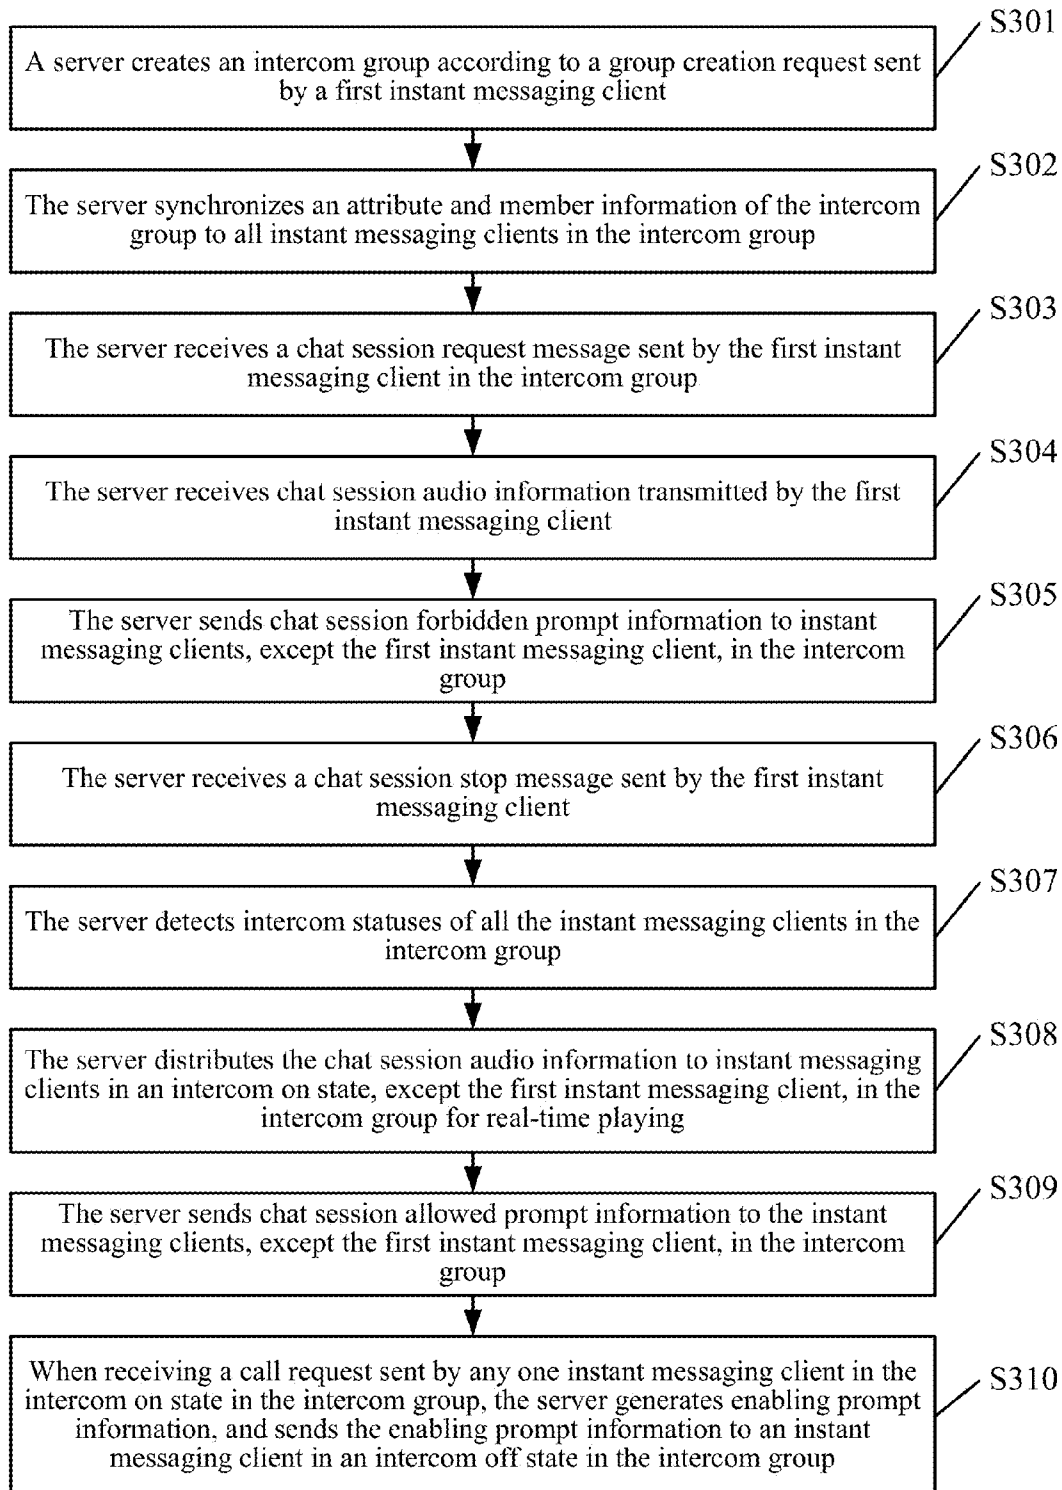 S301
A server creates an intercom group according to a group creation request sent
by a first instant messaging client
S302
The server synchronizes an attribute and member information of the intercom
group to all instant messaging clients in the intercom group
S303
The server receives a chat session request message sent by the first instant
messaging client in the intercom group
S304
The server receives chat session audio information transmitted by the first
instant messaging client
S305
The server sends chat session forbidden prompt information to instant
messaging clients, except the first instant messaging client, in the intercom
group
S306
The server receives a chat session stop message sent by the first instant
messaging client
S307
The server detects intercom statuses of all the instant messaging clients in the
intercom group
S308
The server distributes the chat session audio information to instant messaging
clients in an intercom on state, except the first instant messaging client, in the
intercom group for real-time playing
S309
The server sends chat session allowed prompt information to the instant
messaging clients, except the first instant messaging client, in the intercom
group
S310
When receiving a call request sent by any one instant messaging client in the
intercom on state in the intercom group, the server generates enabling prompt
information, and sends the enabling prompt information to an instant
messaging client in an intercom off state in the intercom group